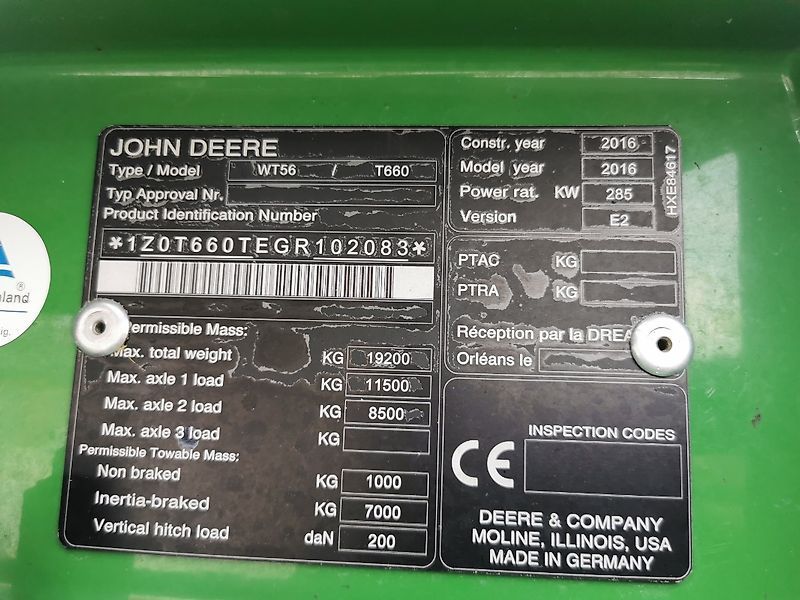 JOHN DEERE
Type / Model WT56 / T660
Typ Approval Nr.
Product Identification Number
*1Z0T660TEGR102083*
Permissible Mass:
Max. total weight KG 19200
Max. axle 1 load KG 11500
Max. axle 2 load KG 8500
Max. axle 3 load KG
Permissible Towable Mass:
Non braked KG 1000
Inertia-braked KG 7000
Vertical hitch load daN 200
Constr. year 2016
Model year 2016
Power rat. KW 285
Version E2
HXE84617
PTAC KG
PTRA KG
Réception par la DREA
Orléans le
INSPECTION CODES
CE
DEERE & COMPANY
MOLINE, ILLINOIS, USA
MADE IN GERMANY